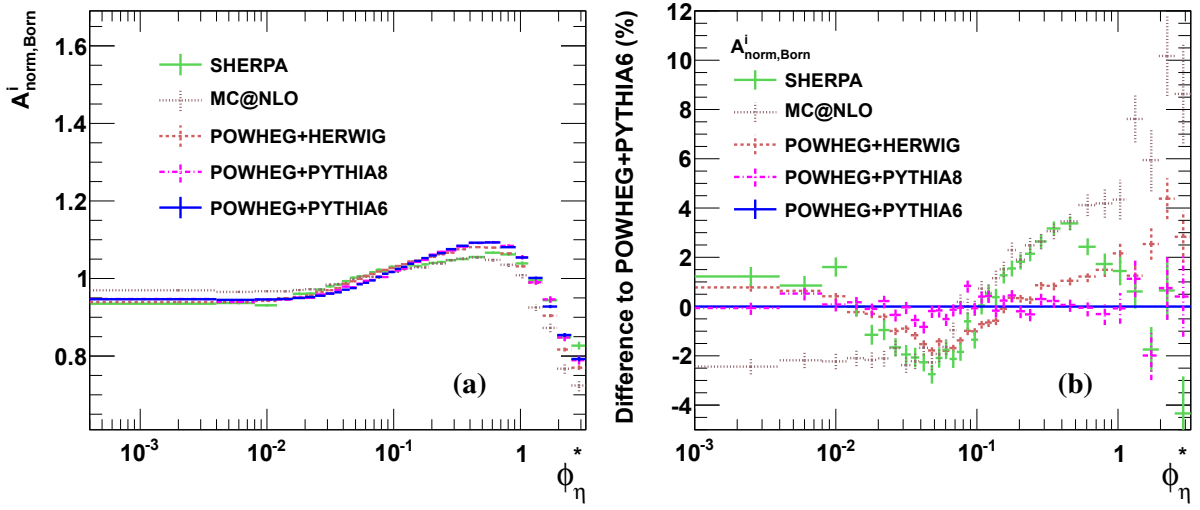 A^i_norm,Born
1.6
1.4
1.2
1
0.8
SHERPA
MC@NLO
POWHEG+HERWIG
POWHEG+PYTHIA8
POWHEG+PYTHIA6
(a)
10^-3
10^-2
10^-1
1
ϕ*_η
Difference to POWHEG+PYTHIA6 (%)
12
10
8
6
4
2
0
-2
-4
A^i_norm,Born
SHERPA
MC@NLO
POWHEG+HERWIG
POWHEG+PYTHIA8
POWHEG+PYTHIA6
(b)
10^-3
10^-2
10^-1
1
ϕ*_η